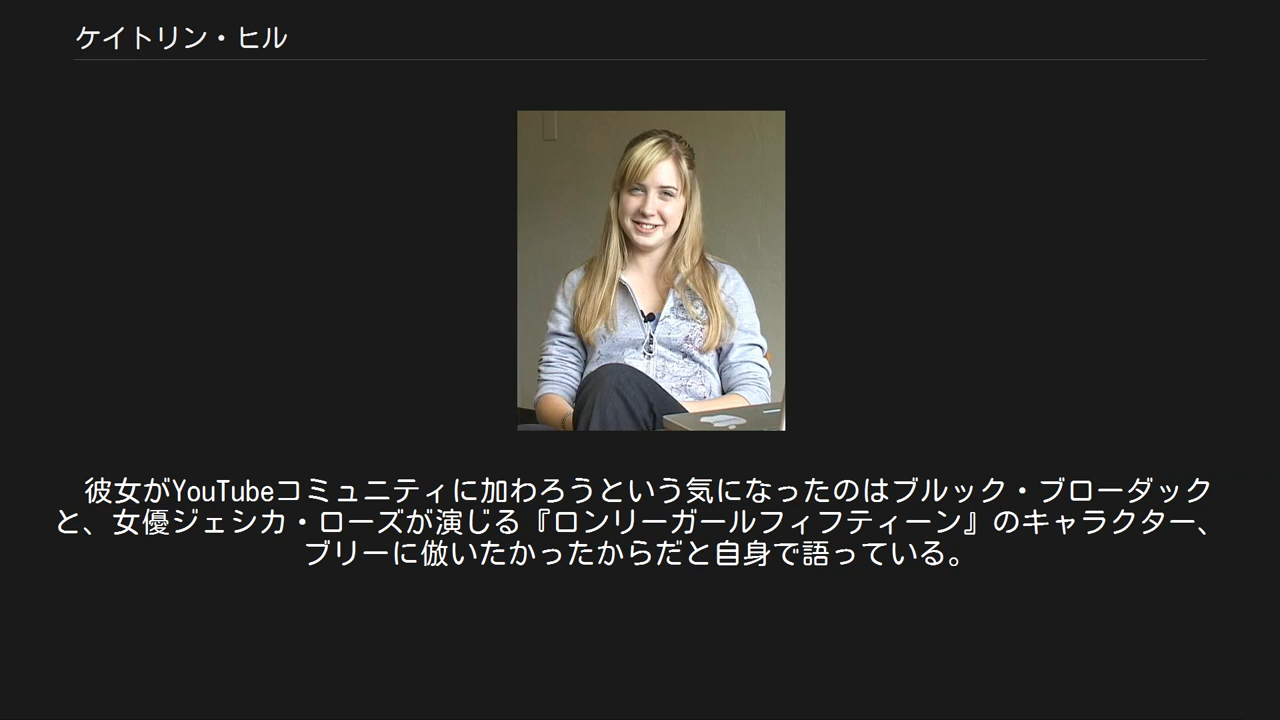 ケイトリン・ヒル
彼女がYouTubeコミュニティに加わろうという気になったのはブルック・ブローダック
と、女優ジェシカ・ローズが演じる『ロンリーガールフィフティーン』のキャラクター、
ブリーに倣いたかったからだと自身で語っている。